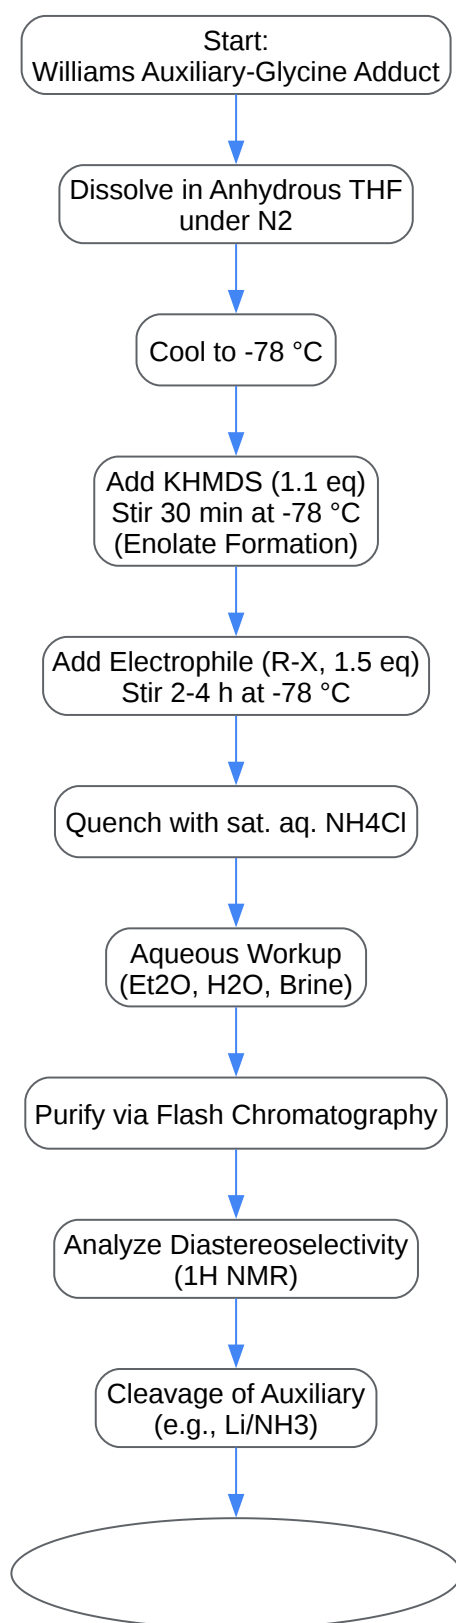 Start:
Williams Auxiliary-Glycine Adduct
Dissolve in Anhydrous THF
under N2
Cool to -78 °C
Add KHMDS (1.1 eq)
Stir 30 min at -78 °C
(Enolate Formation)
Add Electrophile (R-X, 1.5 eq)
Stir 2-4 h at -78 °C
Quench with sat. aq. NH4Cl
Aqueous Workup
(Et2O, H2O, Brine)
Purify via Flash Chromatography
Analyze Diastereoselectivity
(1H NMR)
Cleavage of Auxiliary
(e.g., Li/NH3)